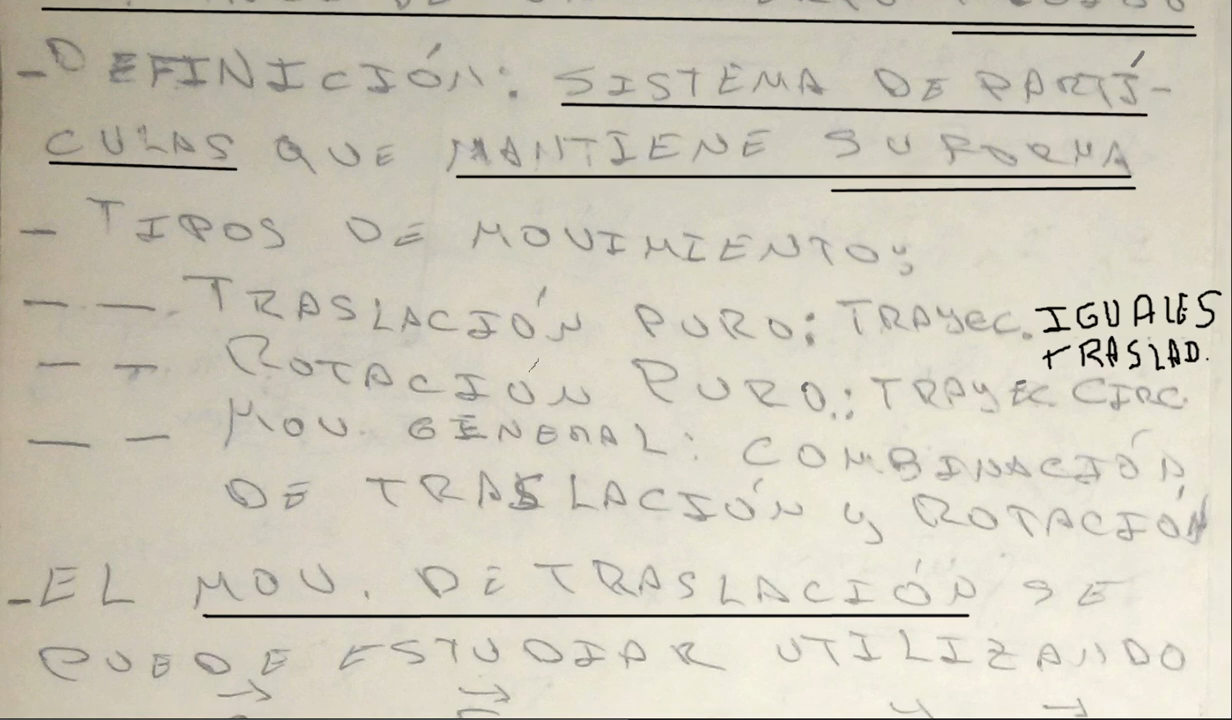 - DEFINICIÓN: SISTEMA DE PARTÍ-
CULAS QUE MANTIENE SU FORMA
- TIPOS DE MOVIMIENTO:
- - TRASLACIÓN PURO: TRAYEC. IGUALES
TRASLAD.
- - ROTACIÓN PURO.: TRAYEC CIRC.
- - MOV. GENERAL: COMBINACIÓN
DE TRASLACIÓN Y ROTACIÓN
- EL MOV. DE TRASLACIÓN SE
PUEDE ESTUDIAR UTILIZANDO